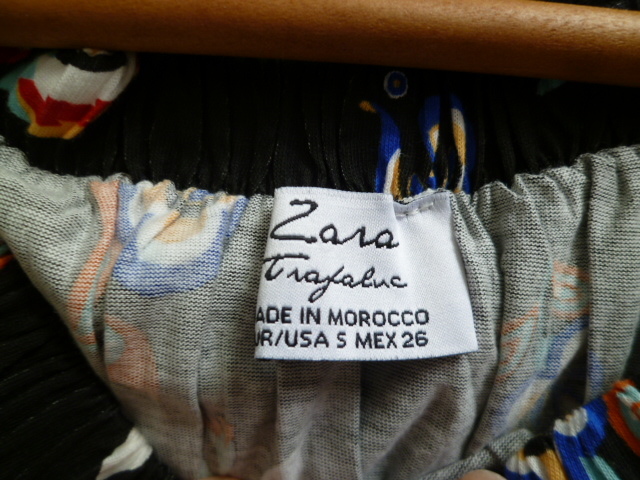 Zara
Trafaluc
ADE IN MOROCCO
UR/USA S MEX 26